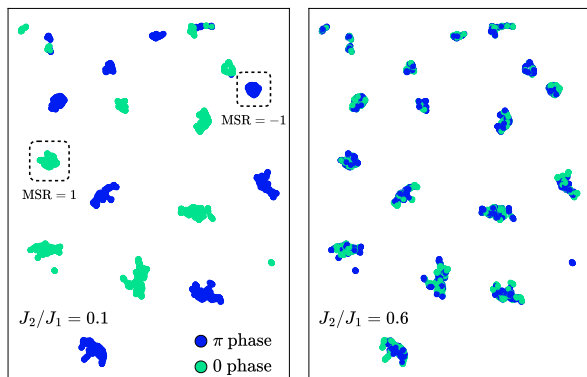 MSR = −1
MSR = 1
J₂/J₁ = 0.1
π phase
0 phase
J₂/J₁ = 0.6